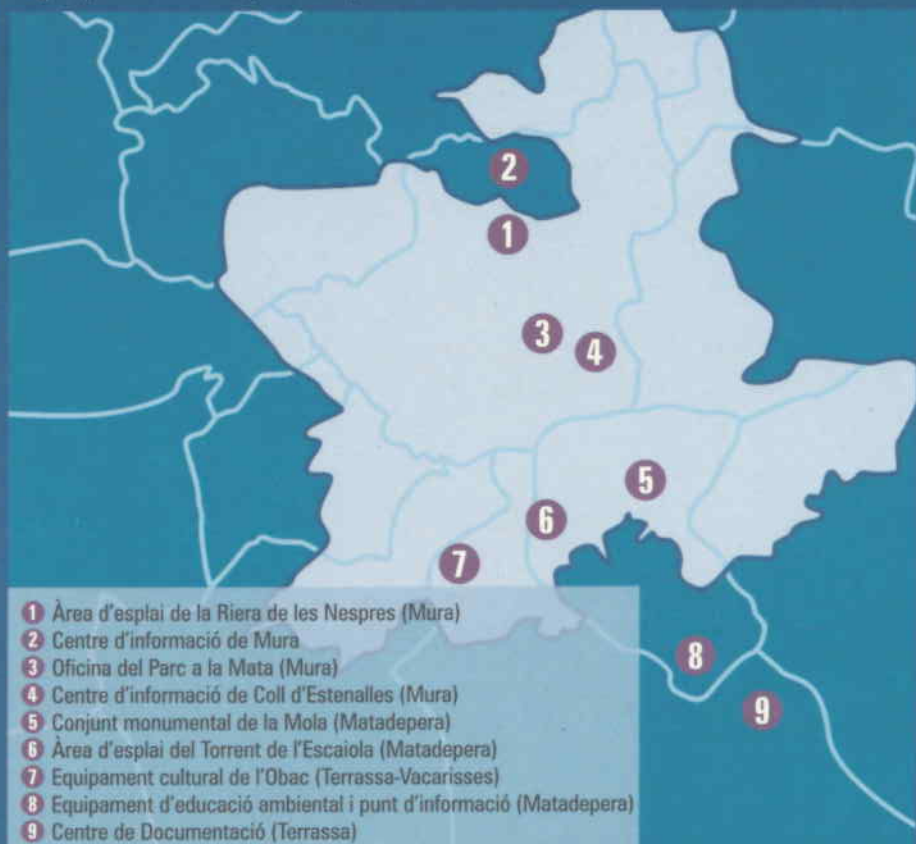 2
1
3
4
5
6
7
8
9
1 Àrea d'esplai de la Riera de les Nespres (Mura)
2 Centre d'informació de Mura
3 Oficina del Parc a la Mata (Mura)
4 Centre d'informació de Coll d'Estenalles (Mura)
5 Conjunt monumental de la Mola (Matadepera)
6 Àrea d'esplai del Torrent de l'Escaiola (Matadepera)
7 Equipament cultural de l'Obac (Terrassa-Vacarisses)
8 Equipament d'educació ambiental i punt d'informació (Matadepera)
9 Centre de Documentació (Terrassa)